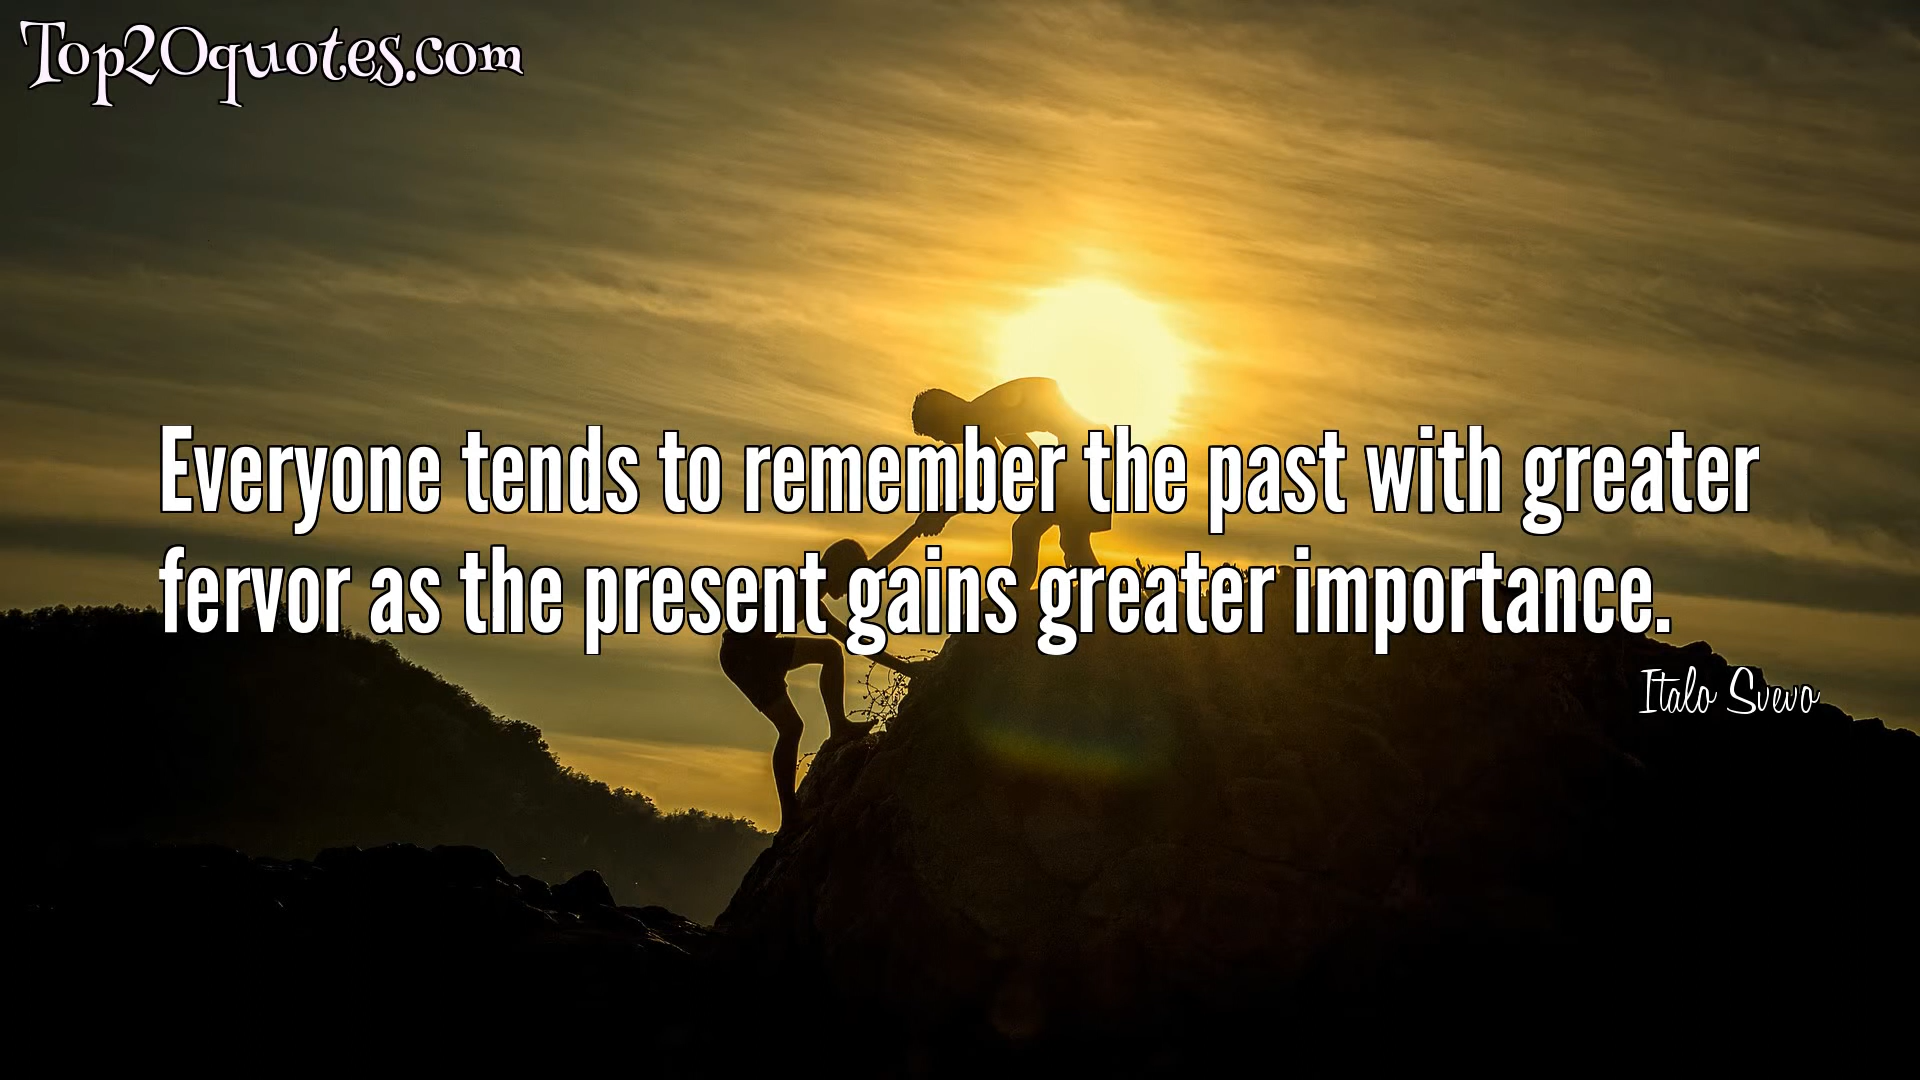 Top20quotes.com
Everyone tends to remember the past with greater
fervor as the present gains greater importance.
Italo Svevo